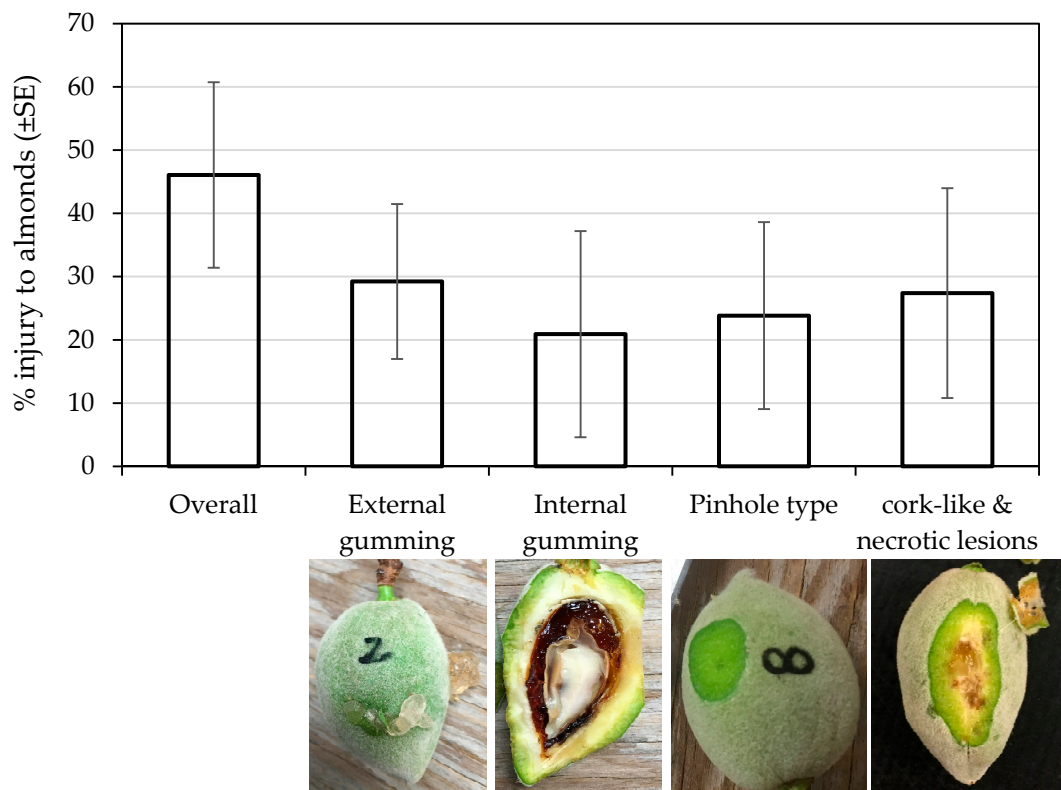 % injury to almonds (±SE)
70
60
50
40
30
20
10
0
Overall
External
gumming
Internal
gumming
Pinhole type
cork-like &
necrotic lesions
2
8